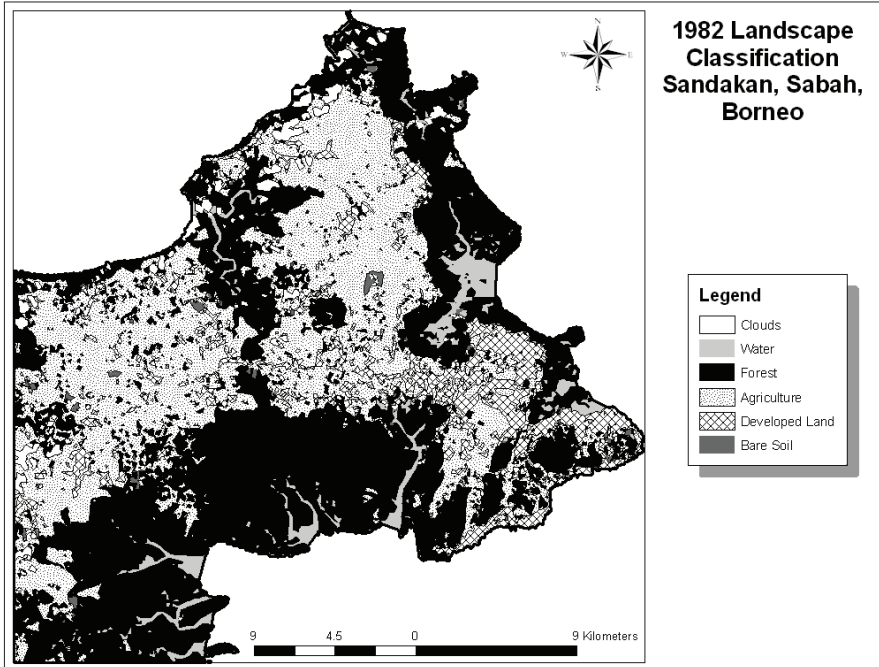 1982 Landscape
Classification
Sandakan, Sabah,
Borneo
N
W E
S
Legend
Clouds
Water
Forest
Agriculture
Developed Land
Bare Soil
9 4.5 0 9 Kilometers